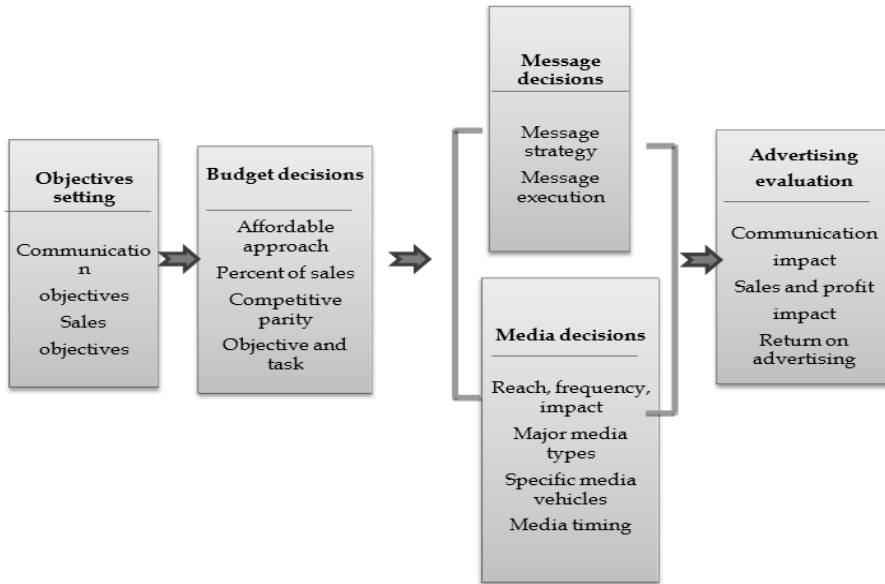 Objectives
setting
Communicatio
n
objectives
Sales
objectives
Budget decisions
Affordable
approach
Percent of sales
Competitive
parity
Objective and
task
Message
decisions
Message
strategy
Message
execution
Media decisions
Reach, frequency,
impact
Major media
types
Specific media
vehicles
Media timing
Advertising
evaluation
Communication
impact
Sales and profit
impact
Return on
advertising